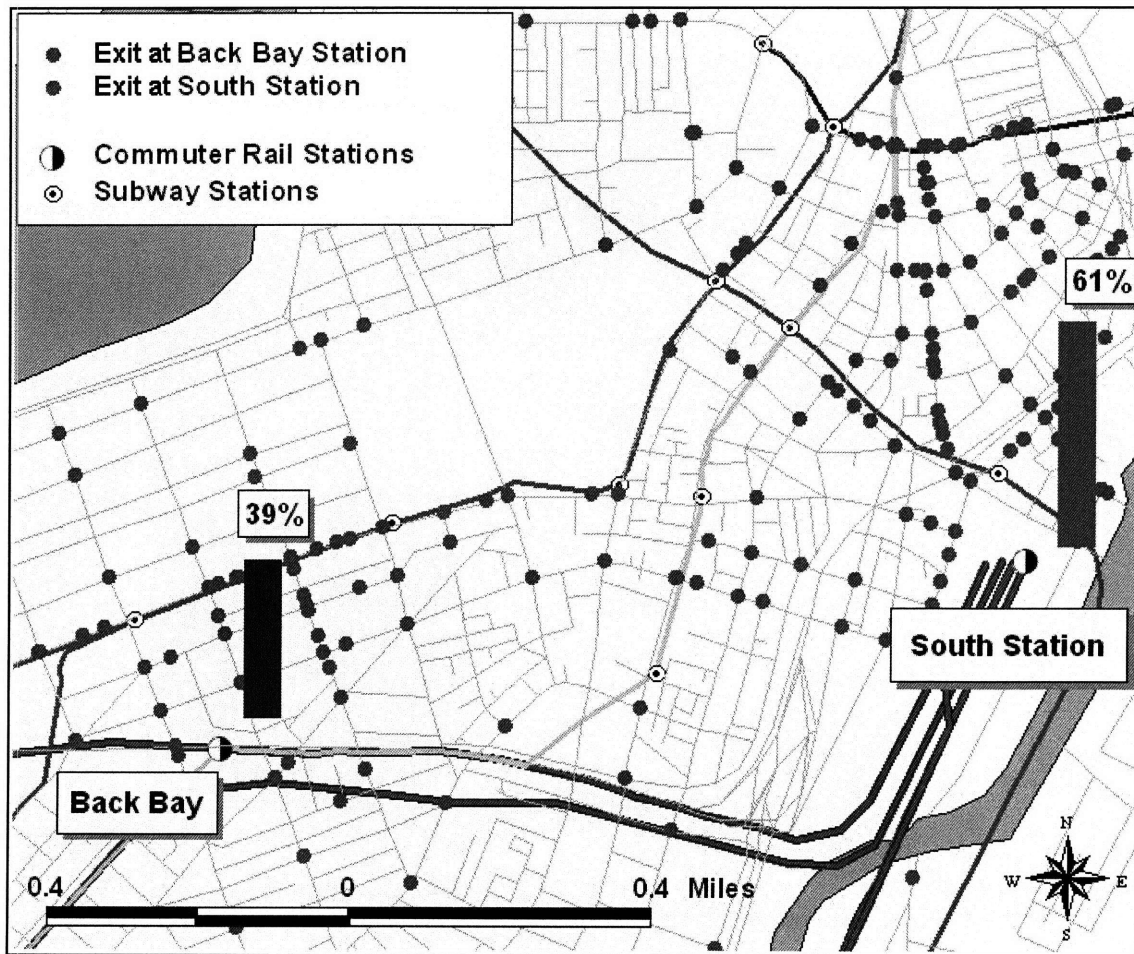 Exit at Back Bay Station
Exit at South Station
Commuter Rail Stations
Subway Stations
61%
39%
South Station
Back Bay
0.4 0 0.4 Miles
N
W E
S